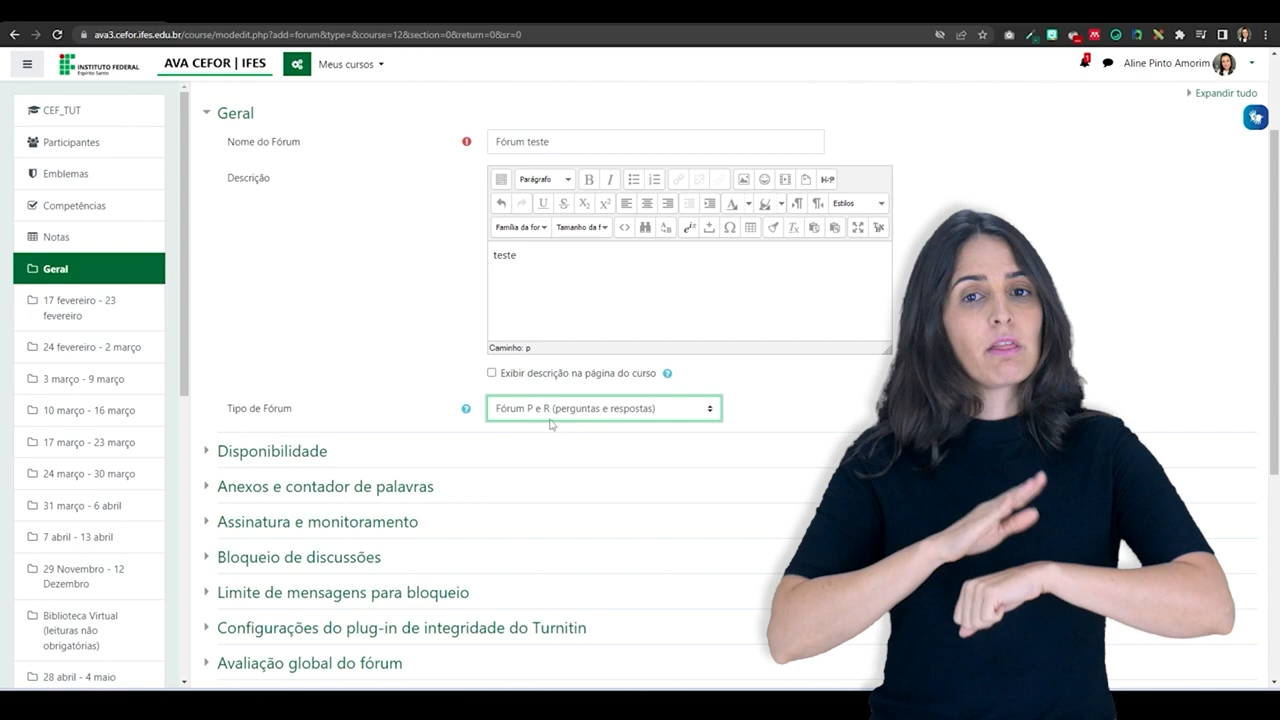 ava3.cefor.ifes.edu.br/course/modedit.php?add=forum&type=&course=12&section=0&return=0&sr=0
INSTITUTO FEDERAL
Espírito Santo
AVA CEFOR | IFES
Meus cursos
1
Aline Pinto Amorim
Expandir tudo
CEF_TUT
Participantes
Emblemas
Competências
Notas
Geral
17 fevereiro - 23
fevereiro
24 fevereiro - 2 março
3 março - 9 março
10 março - 16 março
17 março - 23 março
24 março - 30 março
31 março - 6 abril
7 abril - 13 abril
29 Novembro - 12
Dezembro
Biblioteca Virtual
(leituras não
obrigatórias)
28 abril - 4 maio
Geral
Nome do Fórum
Fórum teste
Descrição
Parágrafo
Estilos
Família da for
Tamanho da f
teste
Caminho: p
Exibir descrição na página do curso
Tipo de Fórum
Fórum P e R (perguntas e respostas)
Disponibilidade
Anexos e contador de palavras
Assinatura e monitoramento
Bloqueio de discussões
Limite de mensagens para bloqueio
Configurações do plug-in de integridade do Turnitin
Avaliação global do fórum